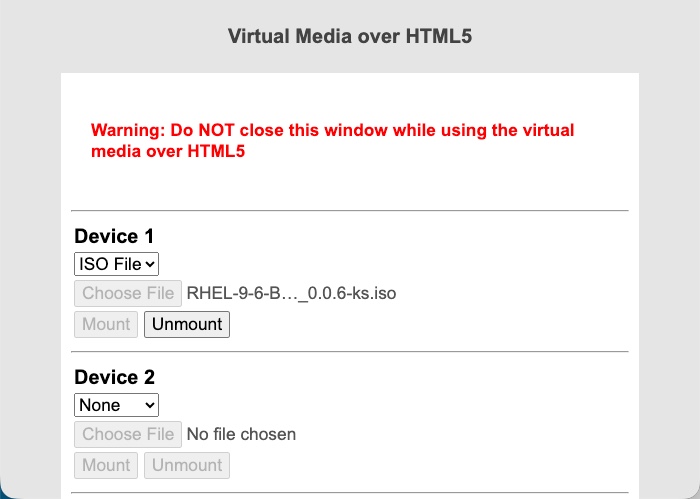 Virtual Media over HTML5
Warning: Do NOT close this window while using the virtual
media over HTML5
Device 1
ISO File
Choose File RHEL-9-6-B…_0.0.6-ks.iso
Mount Unmount
Device 2
None
Choose File No file chosen
Mount Unmount